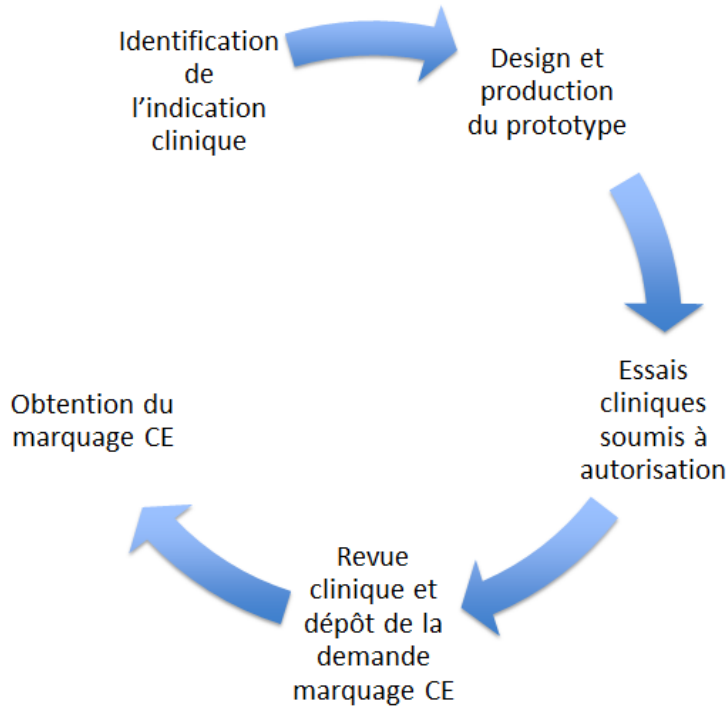 Identification
de
l’indication
clinique
Design et
production
du prototype
Essais
cliniques
soumis à
autorisation
Revue
clinique et
dépôt de la
demande
marquage CE
Obtention du
marquage CE